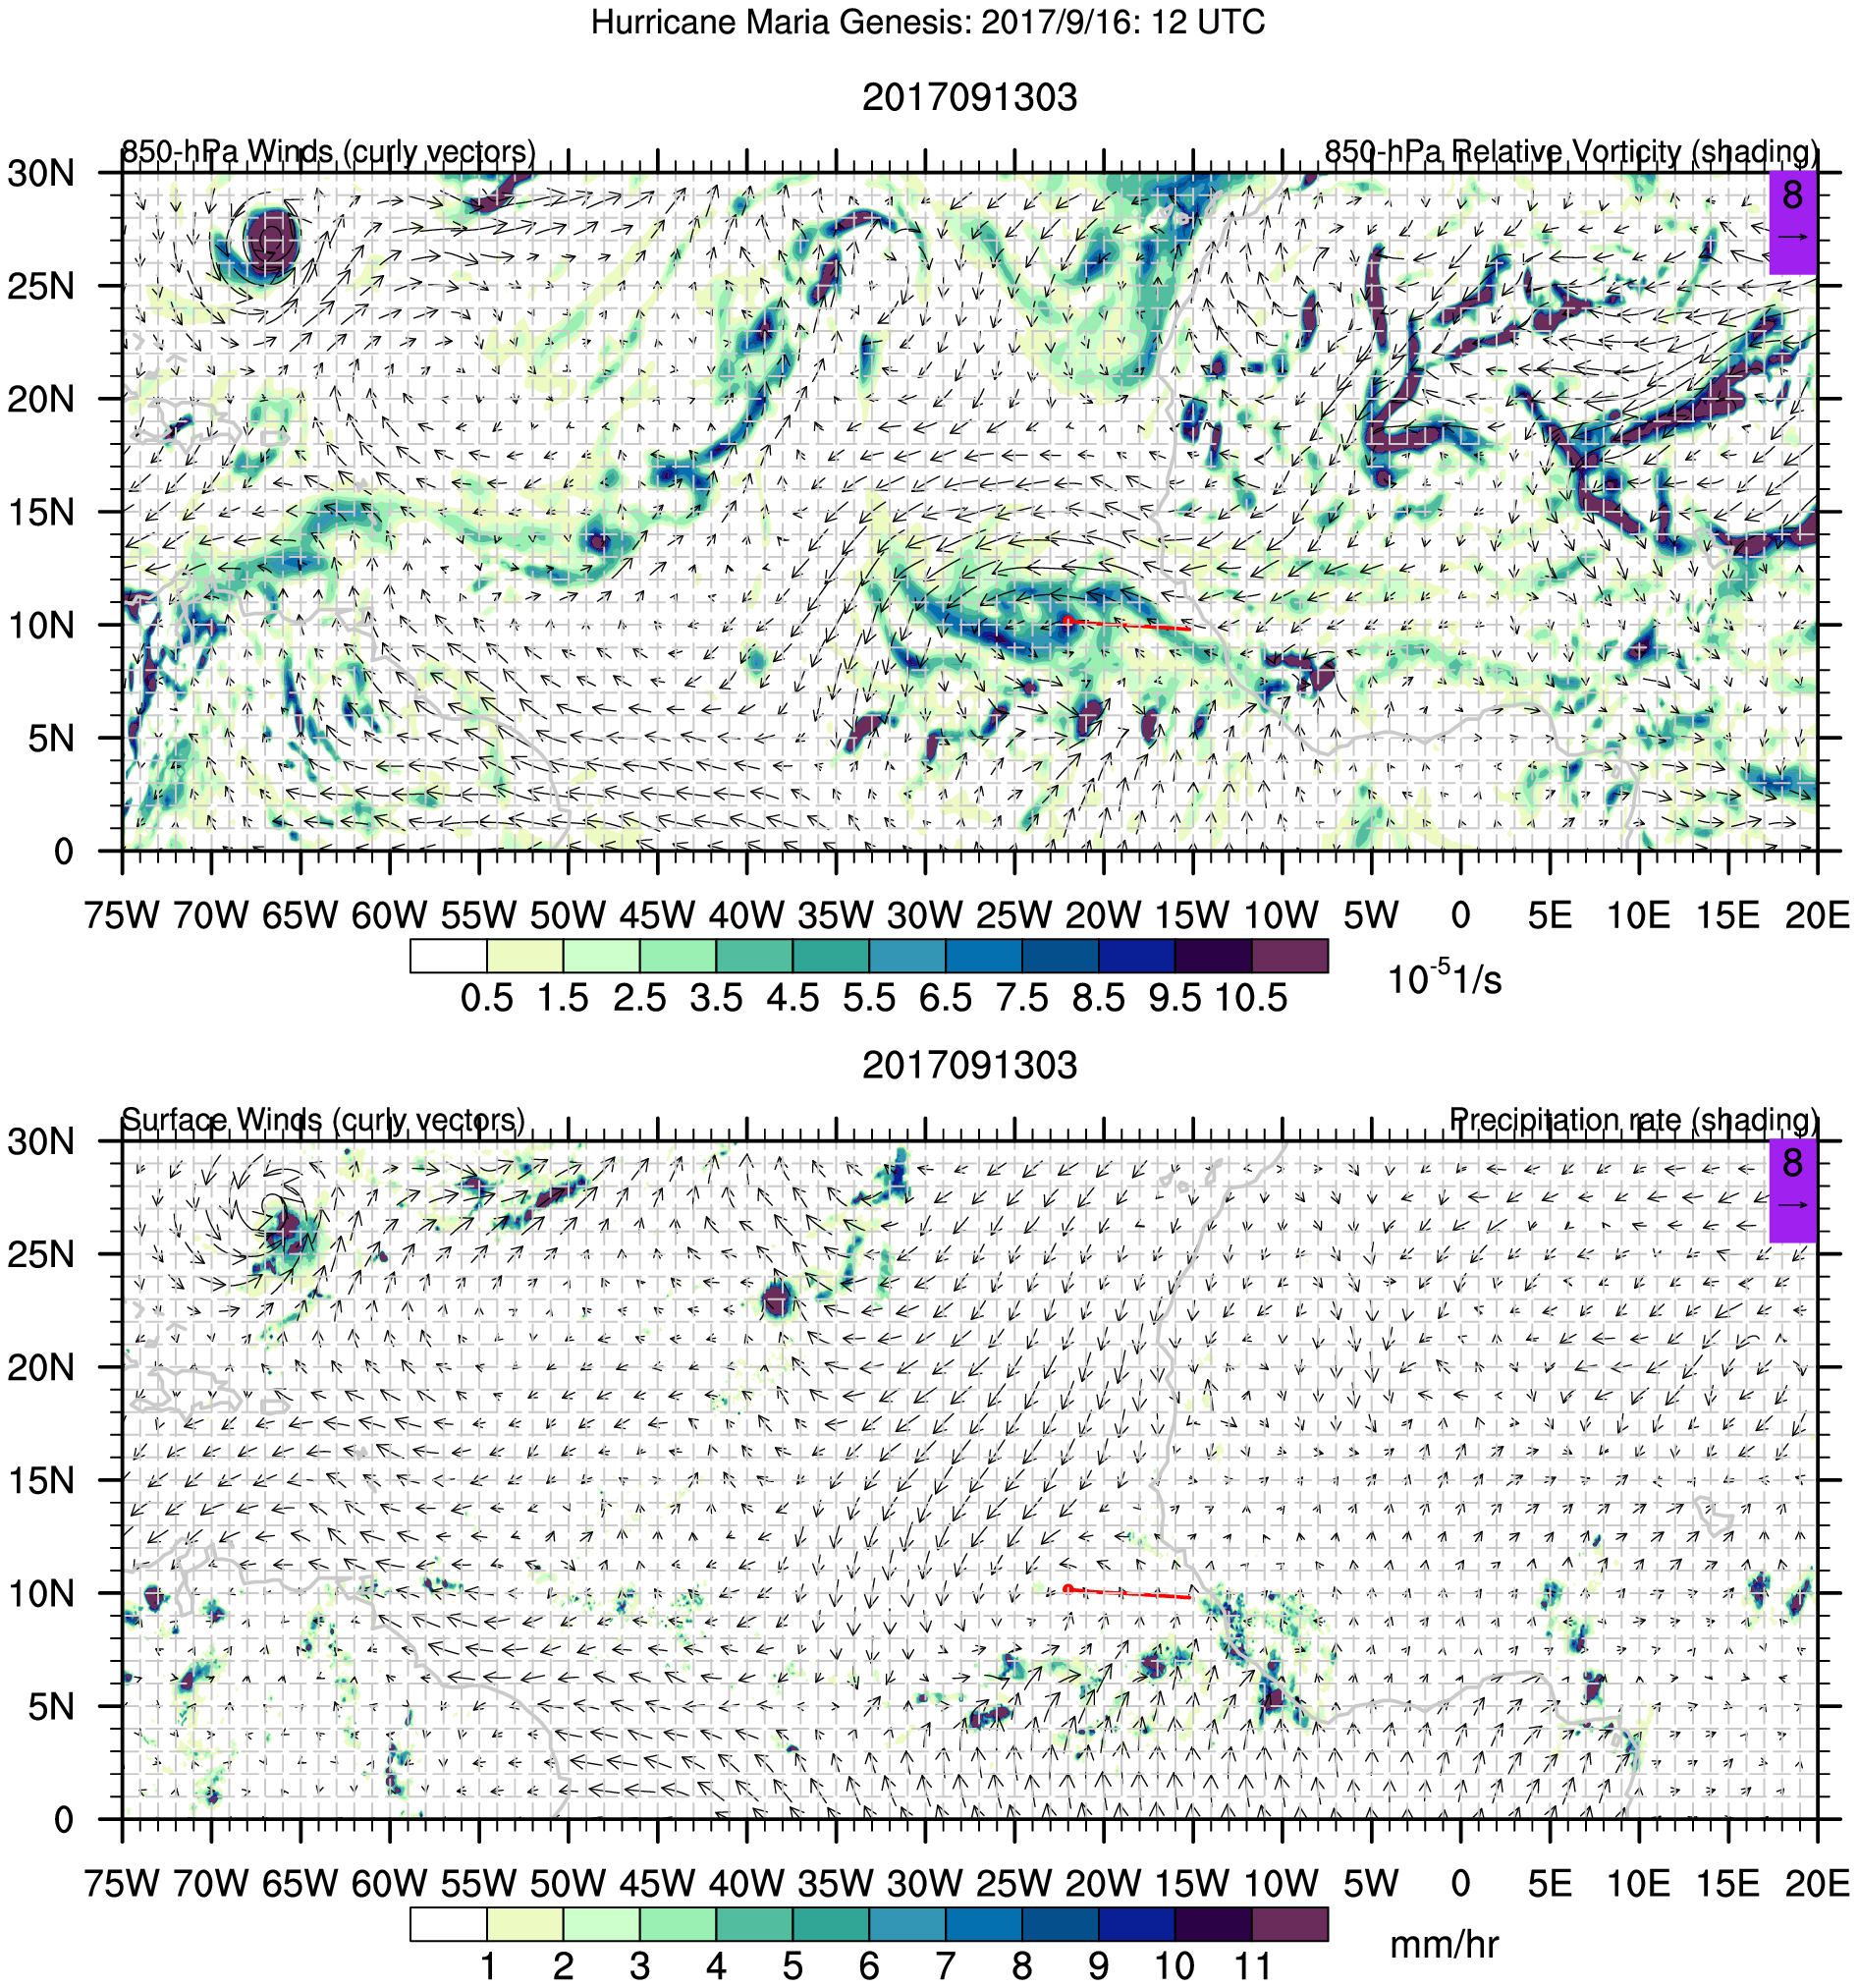 Hurricane Maria Genesis: 2017/9/16: 12 UTC
2017091303
850-hPa Winds (curly vectors) 850-hPa Relative Vorticity (shading)
30N
8
25N
20N
15N
10N
5N
0
75W 70W 65W 60W 55W 50W 45W 40W 35W 30W 25W 20W 15W 10W 5W 0 5E 10E 15E 20E
0.5 1.5 2.5 3.5 4.5 5.5 6.5 7.5 8.5 9.5 10.5
10⁻⁵1/s
2017091303
Surface Winds (curly vectors) Precipitation rate (shading)
30N
8
25N
20N
15N
10N
5N
0
75W 70W 65W 60W 55W 50W 45W 40W 35W 30W 25W 20W 15W 10W 5W 0 5E 10E 15E 20E
1 2 3 4 5 6 7 8 9 10 11
mm/hr